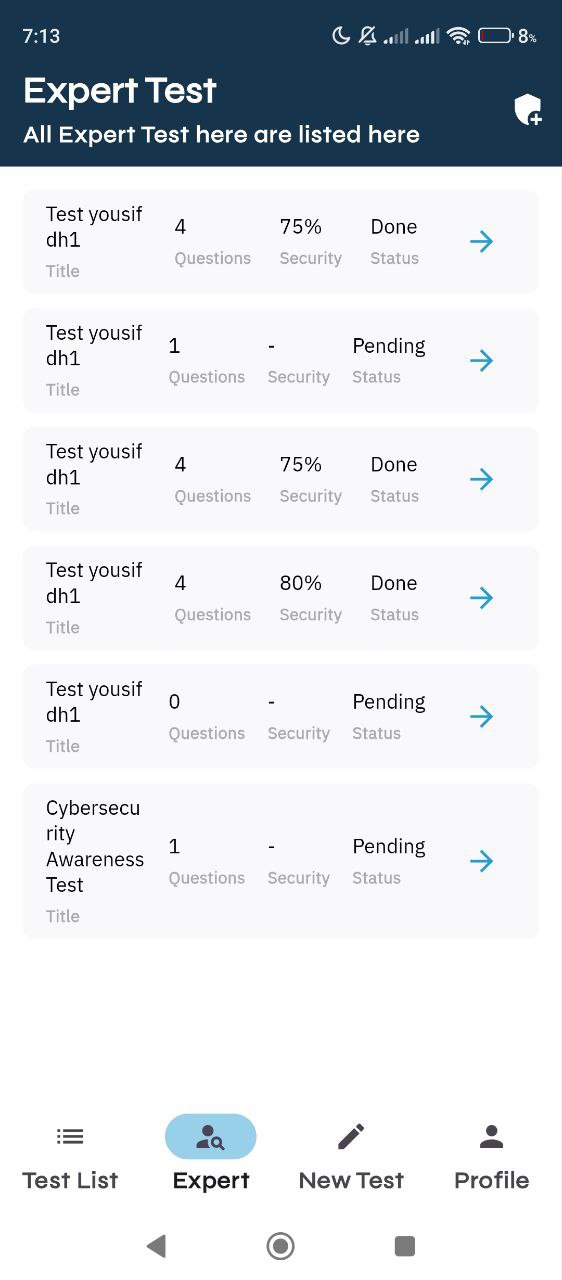 7:13
8%
Expert Test
All Expert Test here are listed here
Test yousif
dh1
Title
4
Questions
75%
Security
Done
Status
Test yousif
dh1
Title
1
Questions
-
Security
Pending
Status
Test yousif
dh1
Title
4
Questions
75%
Security
Done
Status
Test yousif
dh1
Title
4
Questions
80%
Security
Done
Status
Test yousif
dh1
Title
0
Questions
-
Security
Pending
Status
Cybersecu
rity
Awareness
Test
Title
1
Questions
-
Security
Pending
Status
Test List
Expert
New Test
Profile